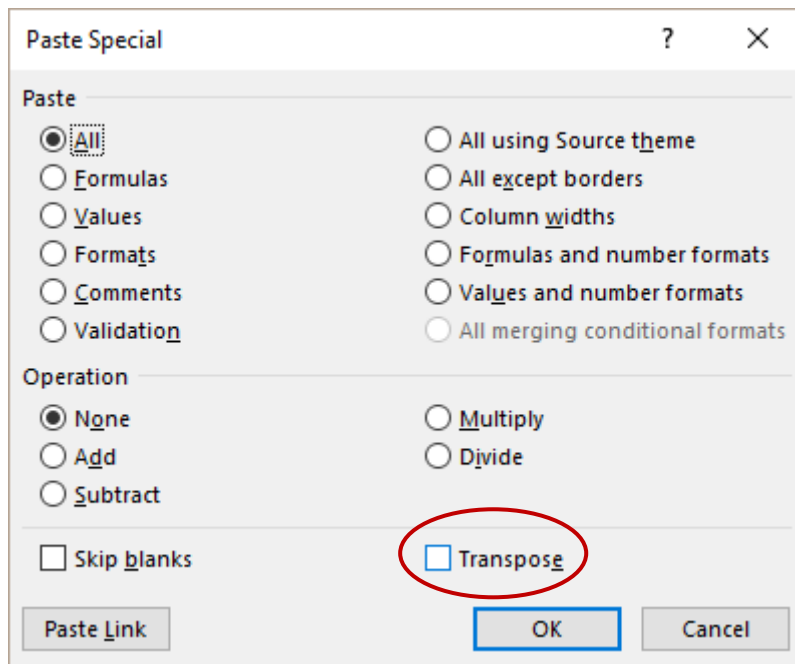 Paste Special ?
Paste
All
Formulas
Values
Formats
Comments
Validation
All using Source theme
All except borders
Column widths
Formulas and number formats
Values and number formats
All merging conditional formats
Operation
None
Add
Subtract
Multiply
Divide
Skip blanks
Transpose
Paste Link
OK
Cancel